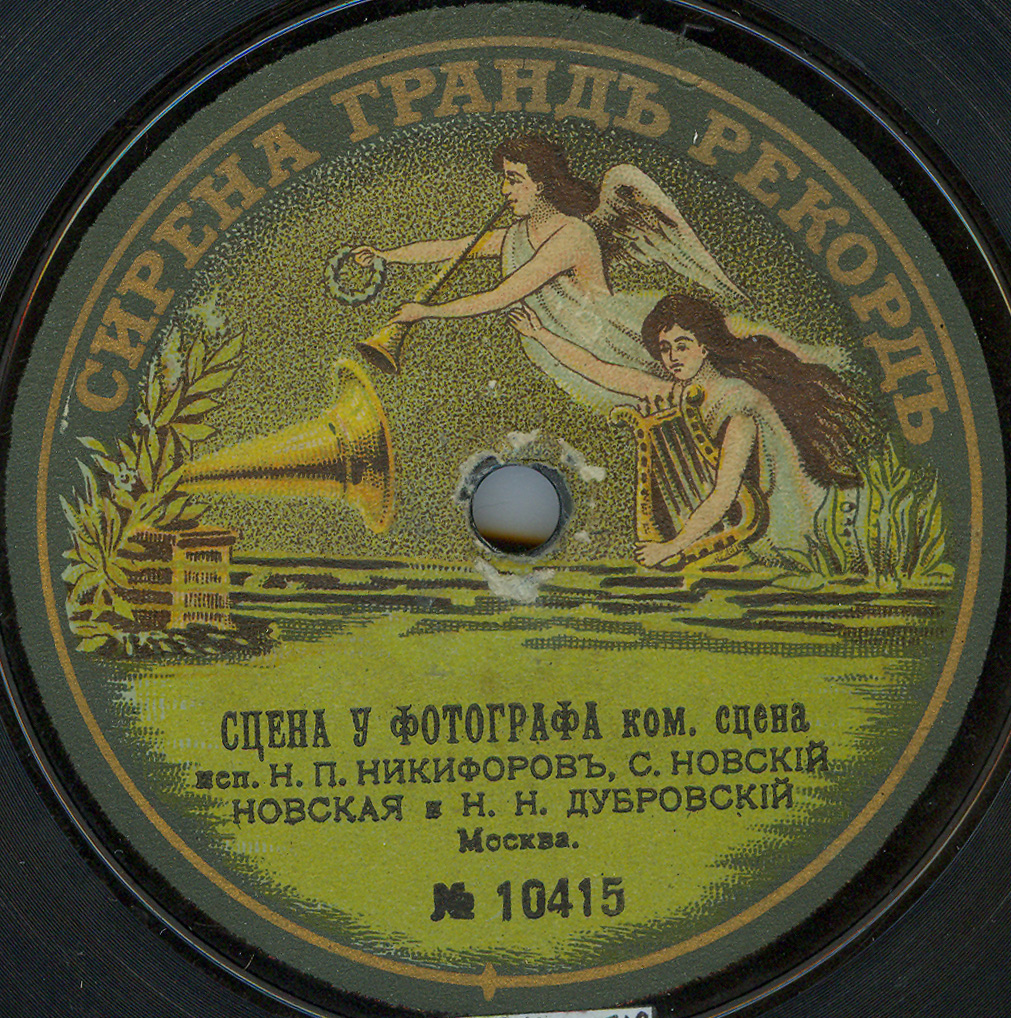 СИРЕНА ГРАНДЪ РЕКОРДЪ
СЦЕНА У ФОТОГРАФА ком. сцена
исп. Н. П. НИКИФОРОВЪ, С. НОВСКІЙ
НОВСКАЯ и Н. Н. ДУБРОВСКІЙ
Москва.
№ 10415